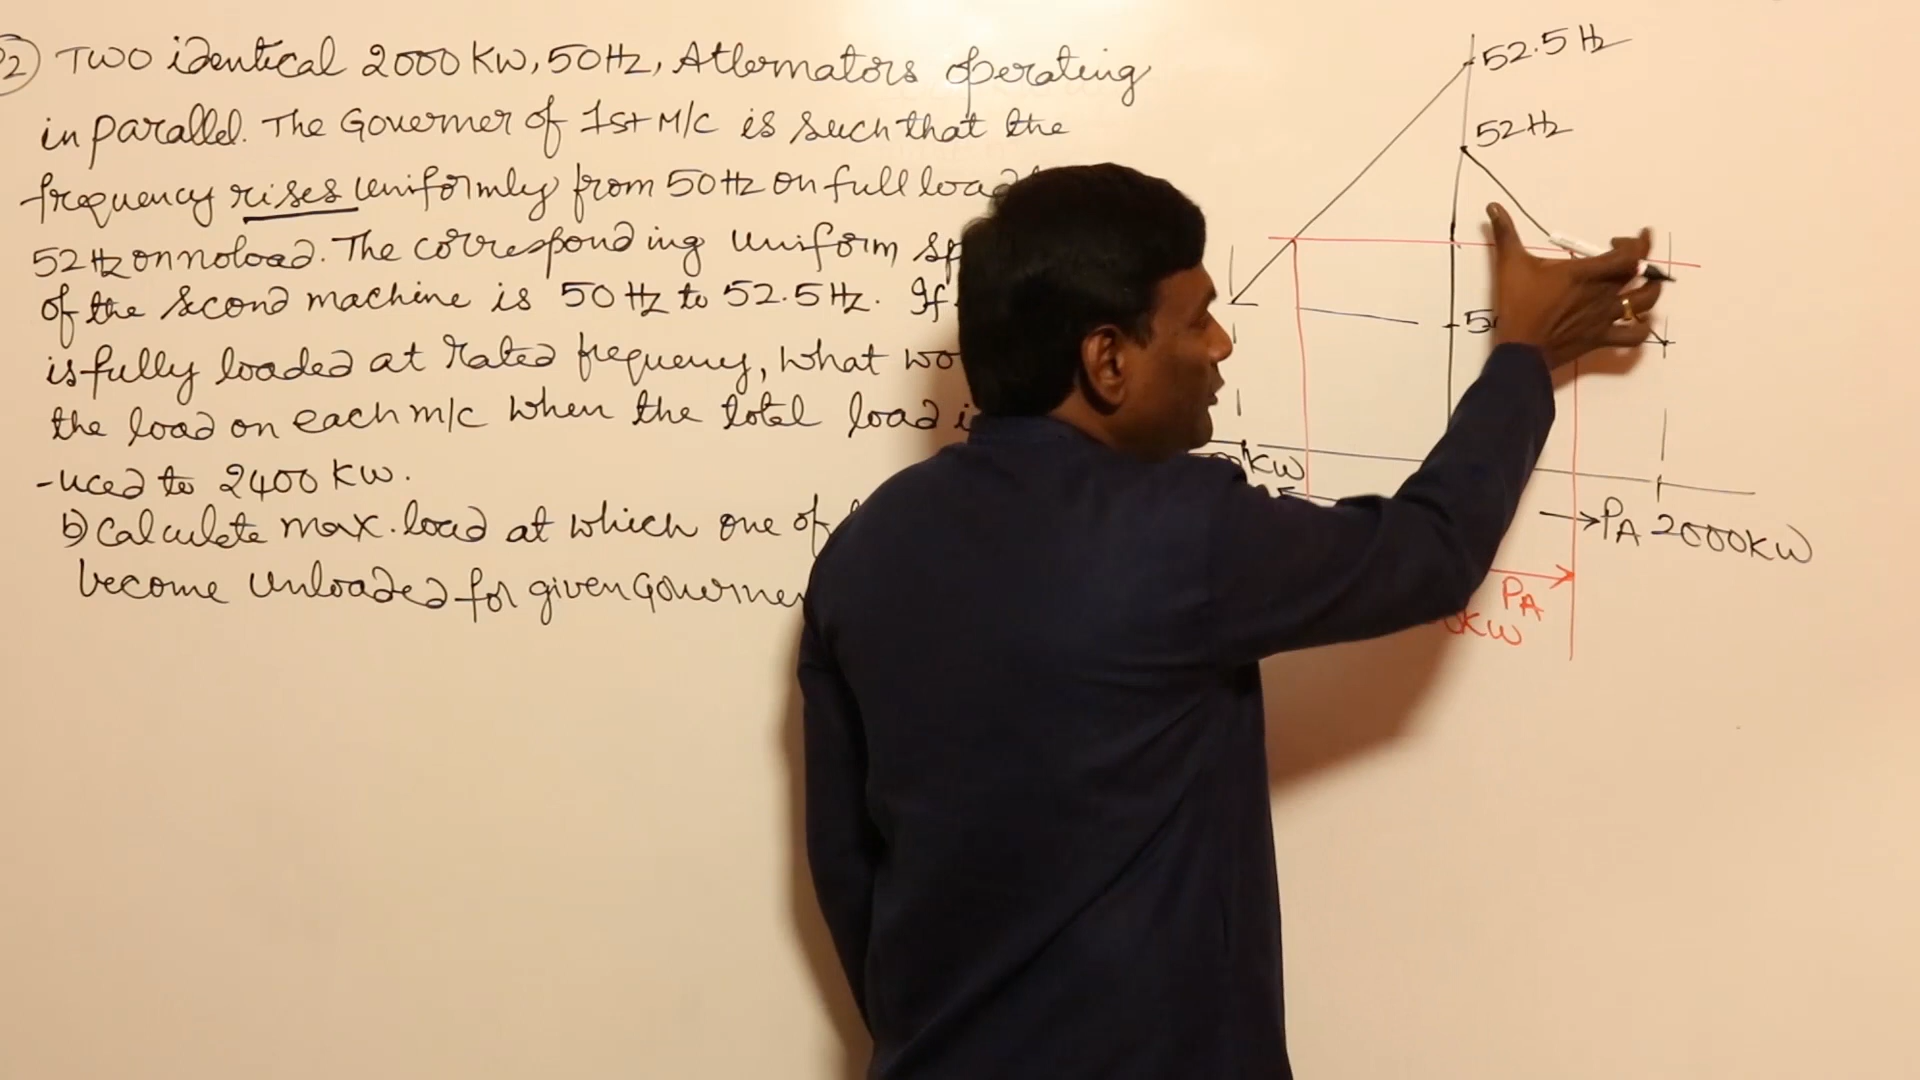 2) Two identical 2000 KW, 50Hz, Alternators operating
in parallel. The Governer of 1st M/C is such that the
frequency rises uniformly from 50Hz on full load
52 Hz on noload. The corresponding uniform sp
of the second machine is 50 Hz to 52.5 Hz. If
is fully loaded at rated frequency, what wo
the load on each m/c when the total load i
-uced to 2400 KW.
b) Calculate max. load at which one of
become unloaded for given Governer
52.5 Hz
52 Hz
KW
→ PA 2000KW
PA
KW